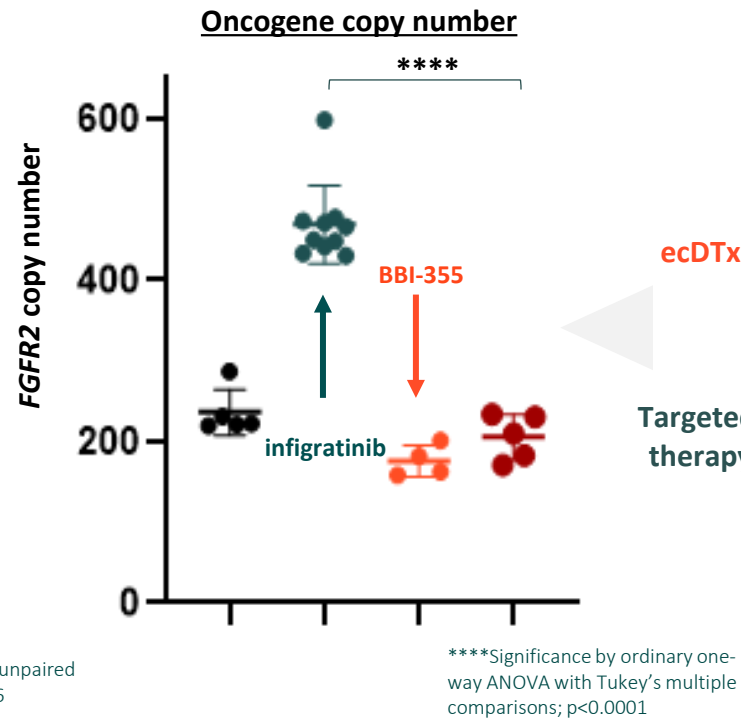 Oncogene copy number
****
600
400
200
0
FGFR2 copy number
BBI-355
infigratinib
ecDTx
Targeted
therapy
unpaired
****Significance by ordinary one-
way ANOVA with Tukey's multiple
comparisons; p<0.0001